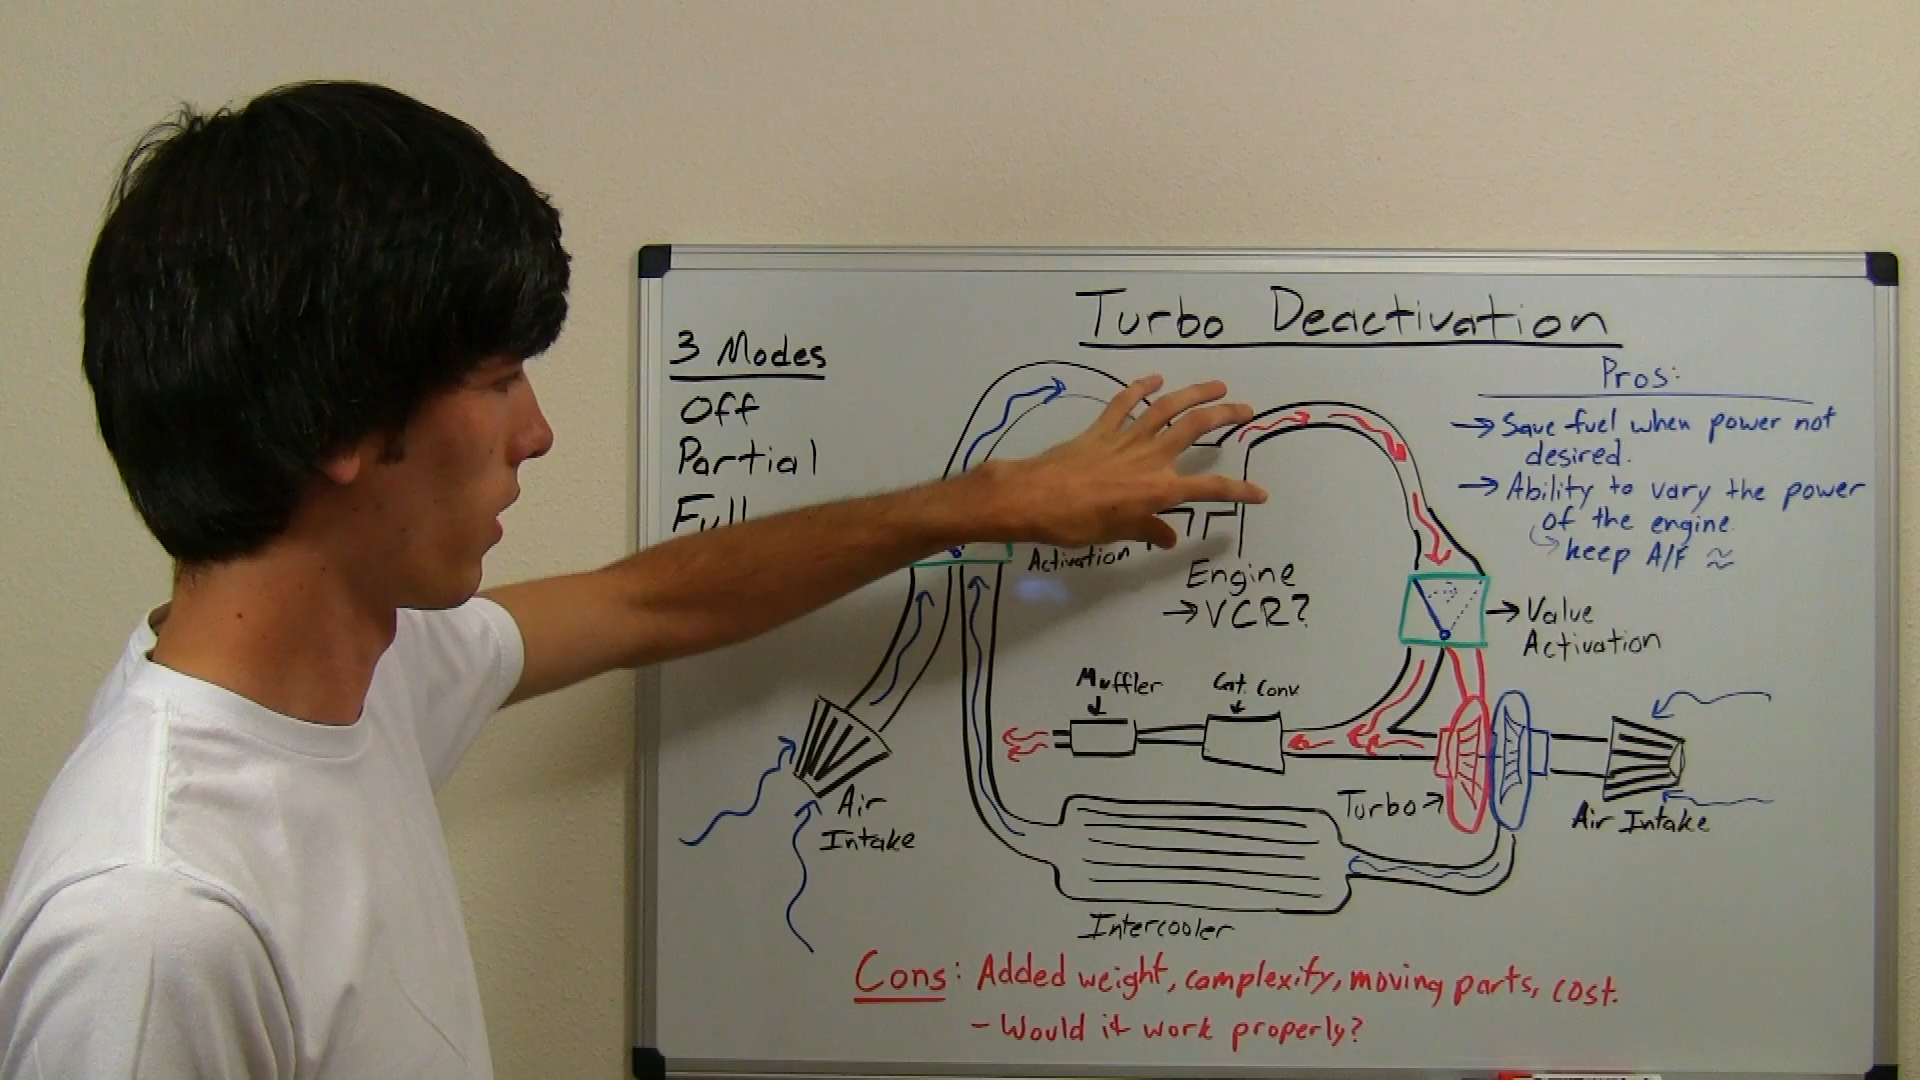 Turbo Deactivation
3 Modes
Off
Partial
Full
Pros:
→ Save fuel when power not
desired.
→ Ability to vary the power
of the engine.
keep A/F ≈
Activation
Engine
→ VCR?
→ Valve
Activation
Muffler
Cat. Conv
Turbo →
Air
Intake
Air Intake
Intercooler
Cons: Added weight, complexity, moving parts, cost.
- Would it work properly?